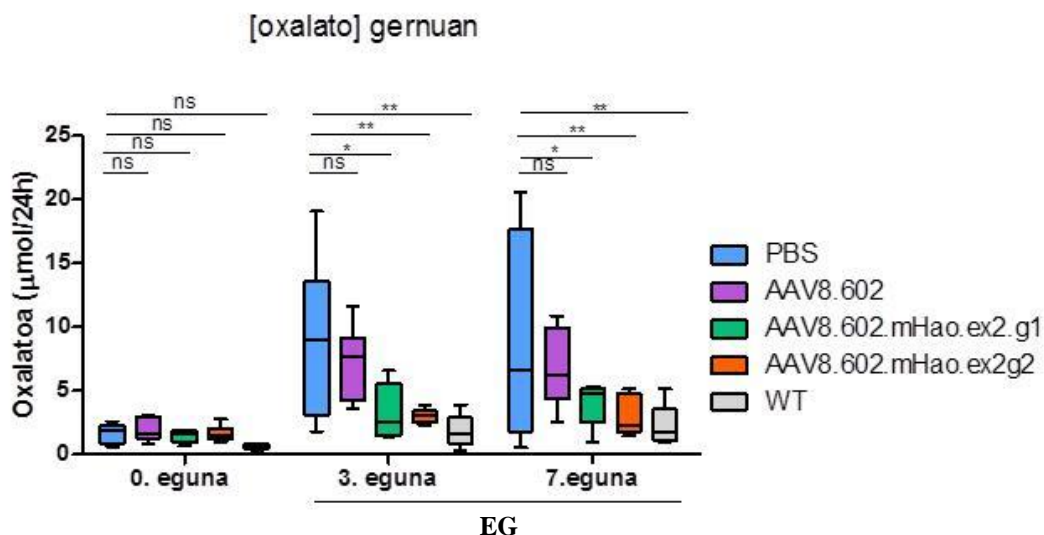 [oxalato] gernuan
ns
ns
ns
ns
**
**
*
ns
**
**
*
ns
Oxalatoa (μmol/24h)
25
20
15
10
5
0
0. eguna
3. eguna
7.eguna
EG
PBS
AAV8.602
AAV8.602.mHao.ex2.g1
AAV8.602.mHao.ex2g2
WT